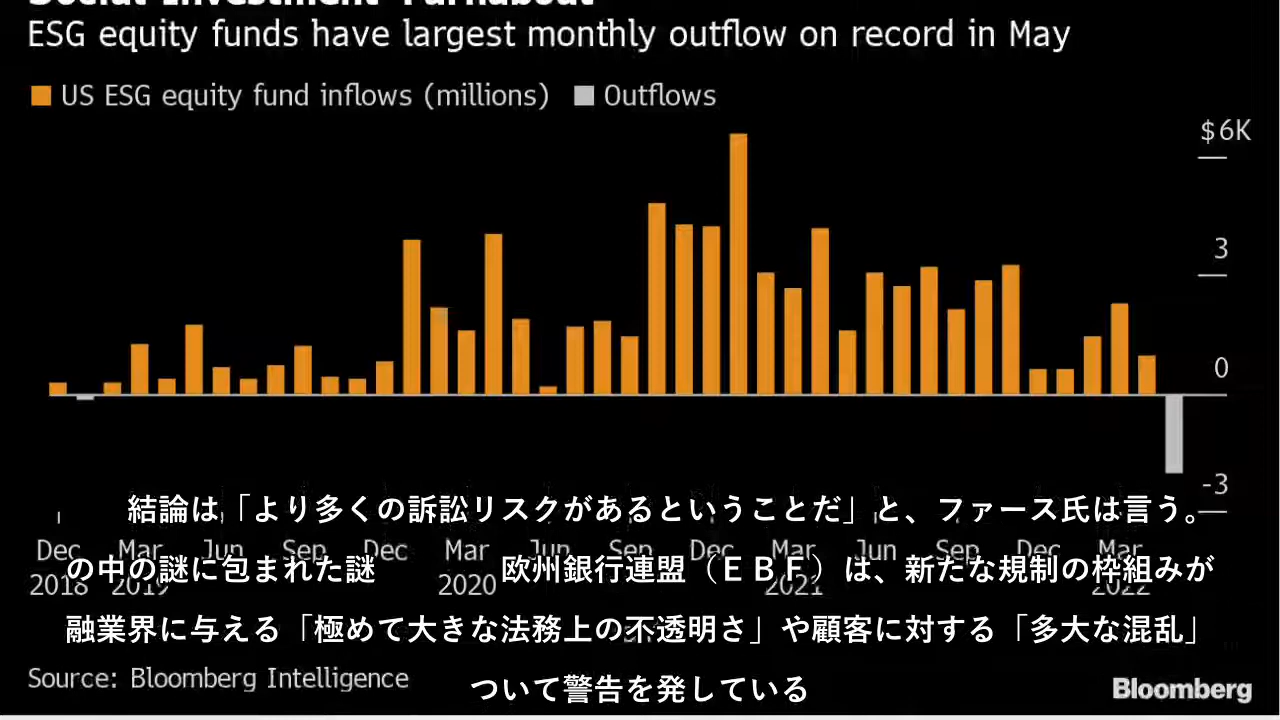 Social Investment Turnabout
ESG equity funds have largest monthly outflow on record in May
US ESG equity fund inflows (millions) Outflows
$6K
3
0
-3
結論は「より多くの訴訟リスクがあるということだ」と、ファース氏は言う。
Dec Mar Jun Sep Dec Mar Jun Sep Dec Mar Jun Sep Dec Mar
の中の謎に包まれた謎 欧州銀行連盟（ＥＢＦ）は、新たな規制の枠組みが
2018 2019 2020 2021 2022
融業界に与える「極めて大きな法務上の不透明さ」や顧客に対する「多大な混乱」
Source: Bloomberg Intelligence
ついて警告を発している
Bloomberg